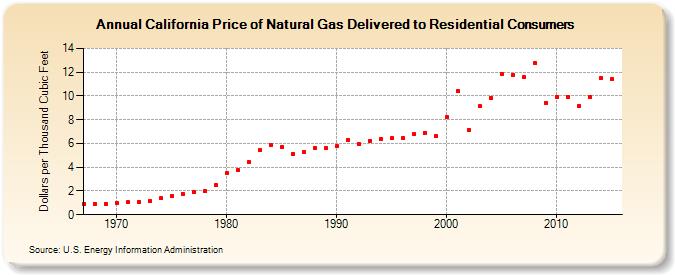 Annual California Price of Natural Gas Delivered to Residential Consumers
Dollars per Thousand Cubic Feet
14
12
10
8
6
4
2
0
1970 1980 1990 2000 2010
Source: U.S. Energy Information Administration